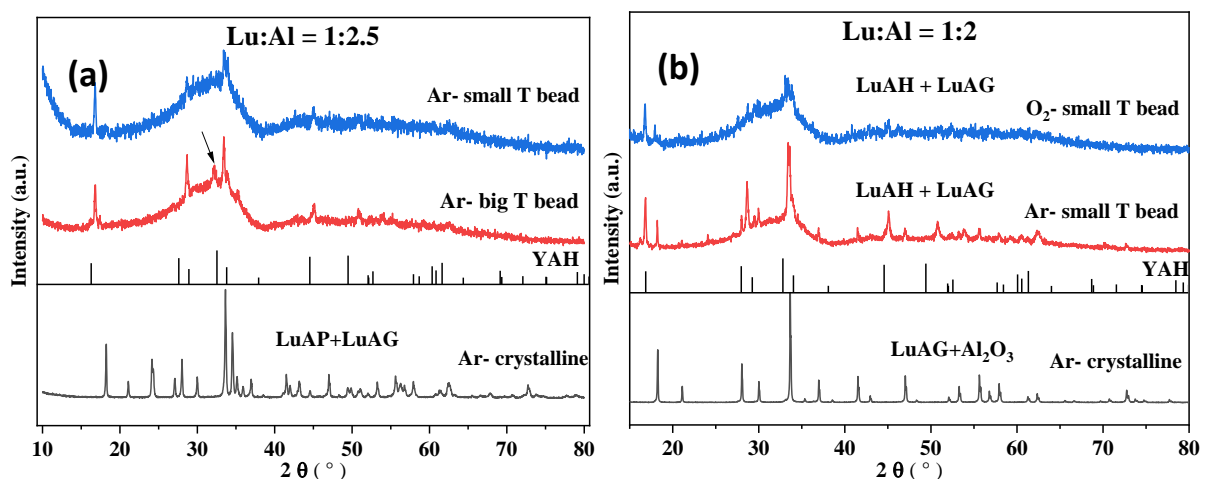 Lu:Al = 1:2.5
(a)
Ar- small T bead
Ar- big T bead
YAH
LuAP+LuAG
Ar- crystalline
Intensity (a.u.)
10 20 30 40 50 60 70 80
2 θ ( ° )
Lu:Al = 1:2
(b)
LuAH + LuAG
O₂- small T bead
LuAH + LuAG
Ar- small T bead
YAH
LuAG+Al₂O₃
Ar- crystalline
Intensity (a.u.)
20 30 40 50 60 70 80
2 θ ( ° )